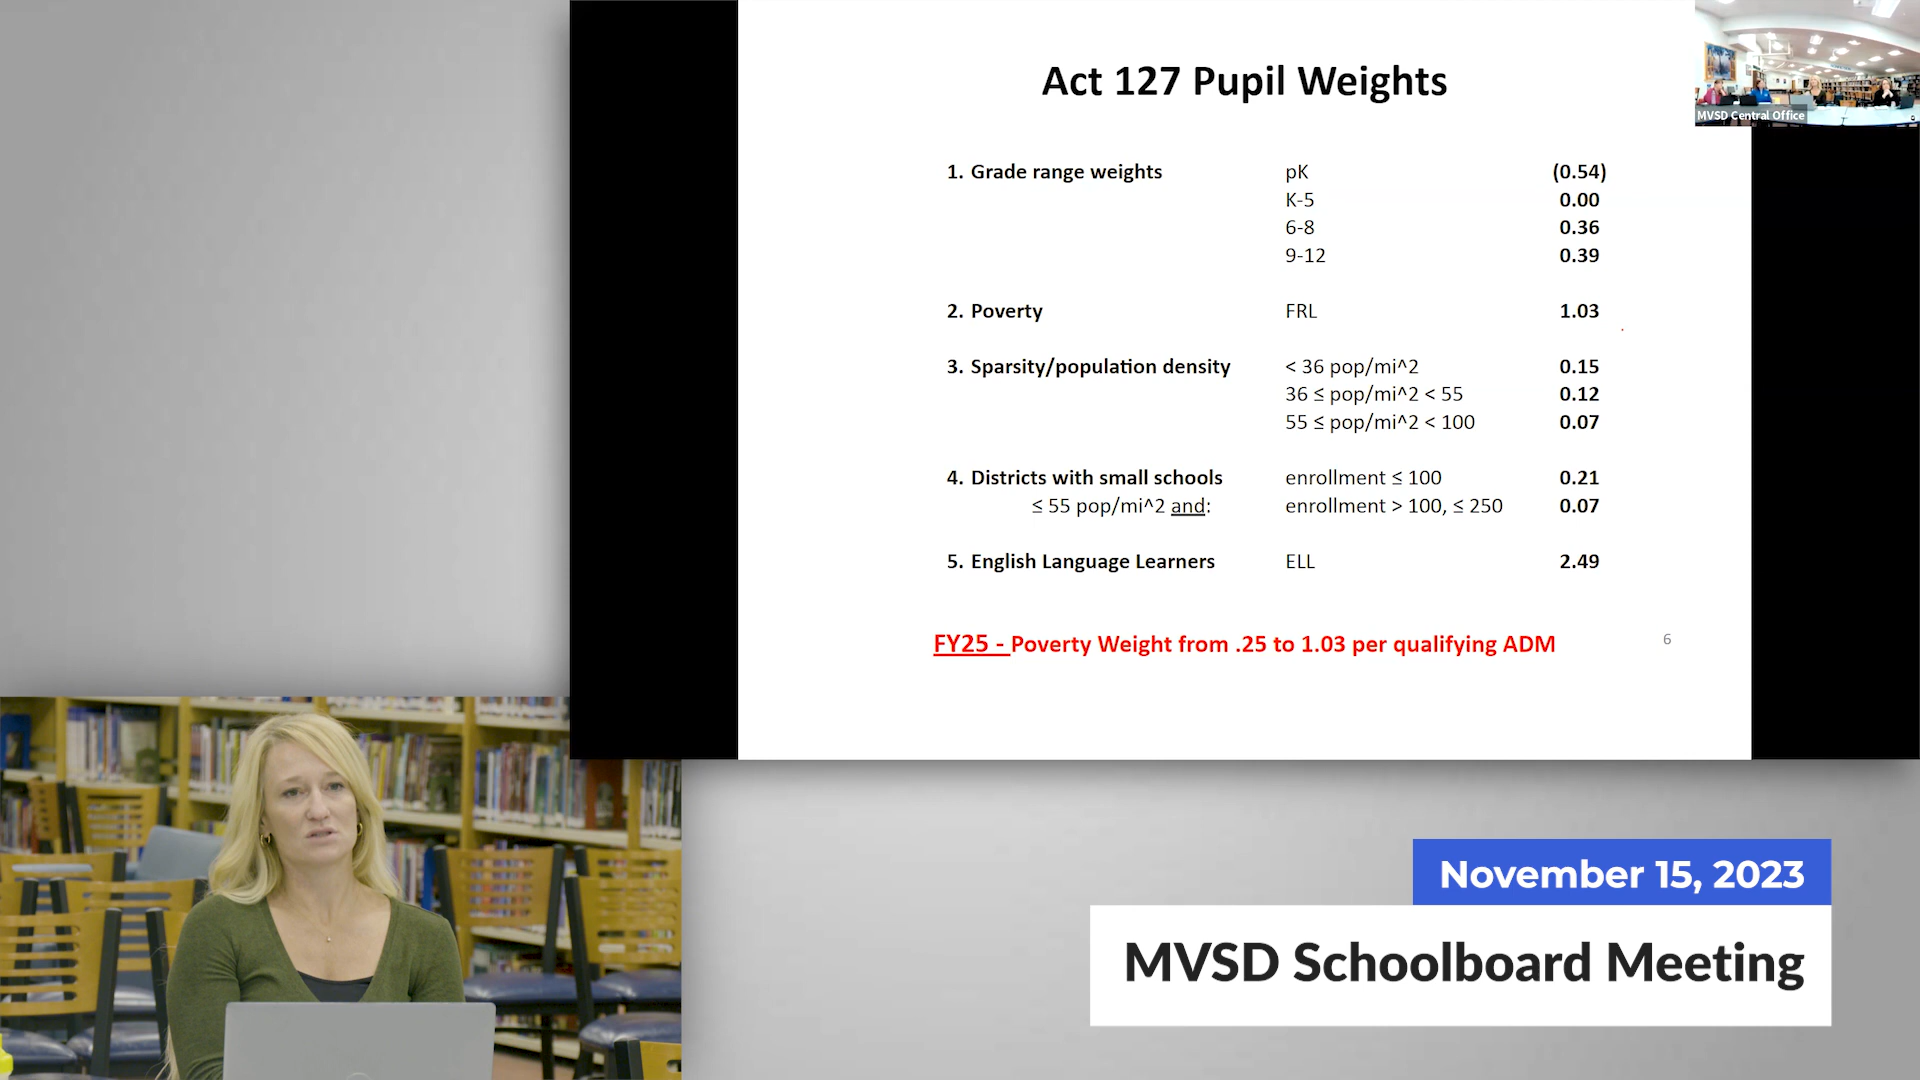 Act 127 Pupil Weights
MVSD Central Office
1. Grade range weights pK (0.54)
K-5 0.00
6-8 0.36
9-12 0.39
2. Poverty FRL 1.03
3. Sparsity/population density < 36 pop/mi^2 0.15
36 ≤ pop/mi^2 < 55 0.12
55 ≤ pop/mi^2 < 100 0.07
4. Districts with small schools enrollment ≤ 100 0.21
≤ 55 pop/mi^2 and: enrollment > 100, ≤ 250 0.07
5. English Language Learners ELL 2.49
FY25 - Poverty Weight from .25 to 1.03 per qualifying ADM
6
November 15, 2023
MVSD Schoolboard Meeting